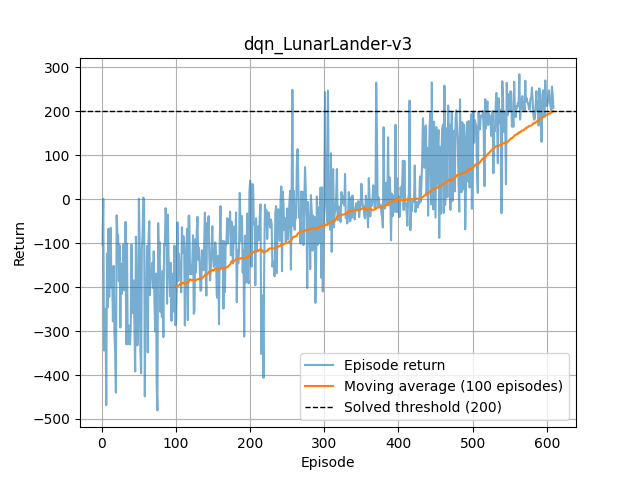 dqn_LunarLander-v3
300
200
100
0
−100
−200
−300
−400
−500
Return
Episode return
Moving average (100 episodes)
Solved threshold (200)
0 100 200 300 400 500 600
Episode